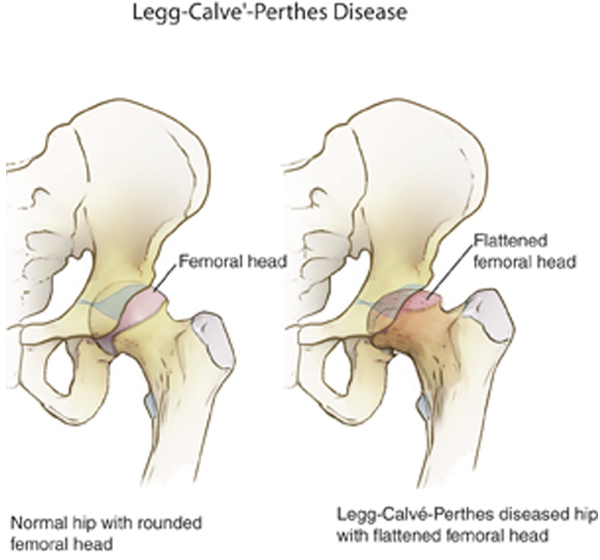 Legg-Calve'-Perthes Disease
Femoral head
Flattened
femoral head
Normal hip with rounded
femoral head
Legg-Calvé-Perthes diseased hip
with flattened femoral head